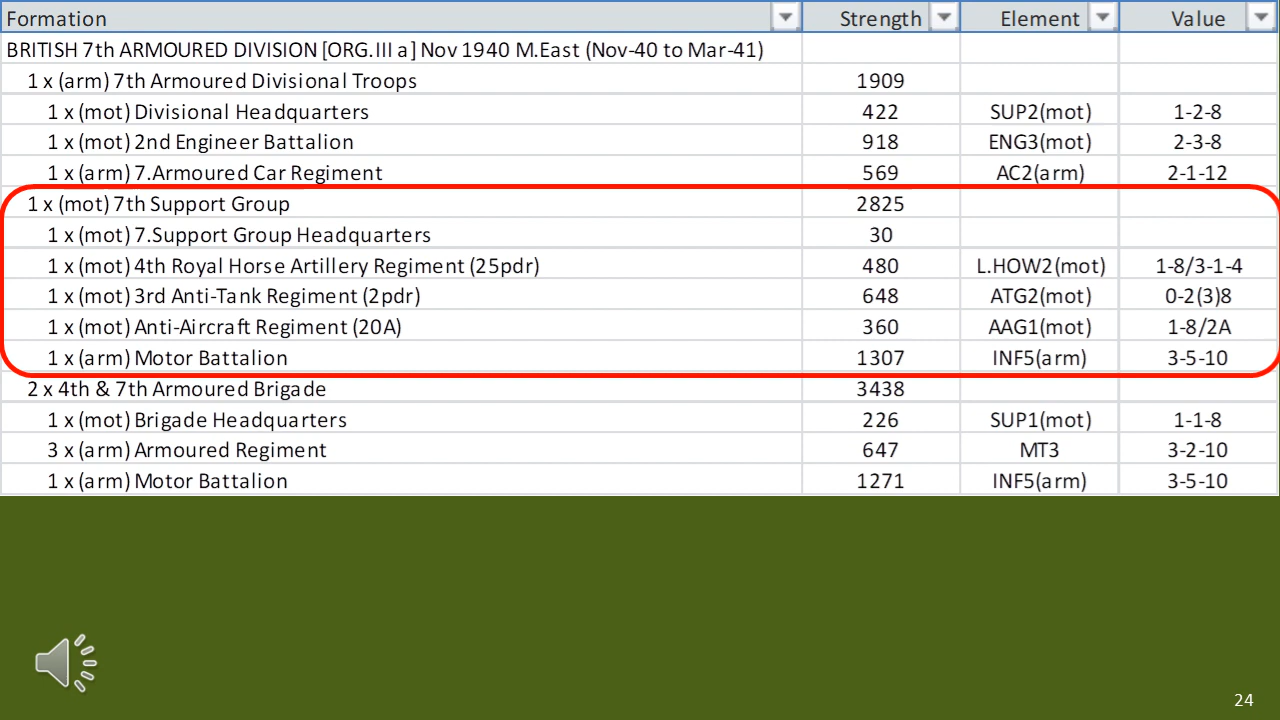 Formation Strength Element Value
BRITISH 7th ARMOURED DIVISION [ORG.III a] Nov 1940 M.East (Nov-40 to Mar-41)
1 x (arm) 7th Armoured Divisional Troops 1909
1 x (mot) Divisional Headquarters 422 SUP2(mot) 1-2-8
1 x (mot) 2nd Engineer Battalion 918 ENG3(mot) 2-3-8
1 x (arm) 7.Armoured Car Regiment 569 AC2(arm) 2-1-12
1 x (mot) 7th Support Group 2825
1 x (mot) 7.Support Group Headquarters 30
1 x (mot) 4th Royal Horse Artillery Regiment (25pdr) 480 L.HOW2(mot) 1-8/3-1-4
1 x (mot) 3rd Anti-Tank Regiment (2pdr) 648 ATG2(mot) 0-2(3)8
1 x (mot) Anti-Aircraft Regiment (20A) 360 AAG1(mot) 1-8/2A
1 x (arm) Motor Battalion 1307 INF5(arm) 3-5-10
2 x 4th & 7th Armoured Brigade 3438
1 x (mot) Brigade Headquarters 226 SUP1(mot) 1-1-8
3 x (arm) Armoured Regiment 647 MT3 3-2-10
1 x (arm) Motor Battalion 1271 INF5(arm) 3-5-10
24